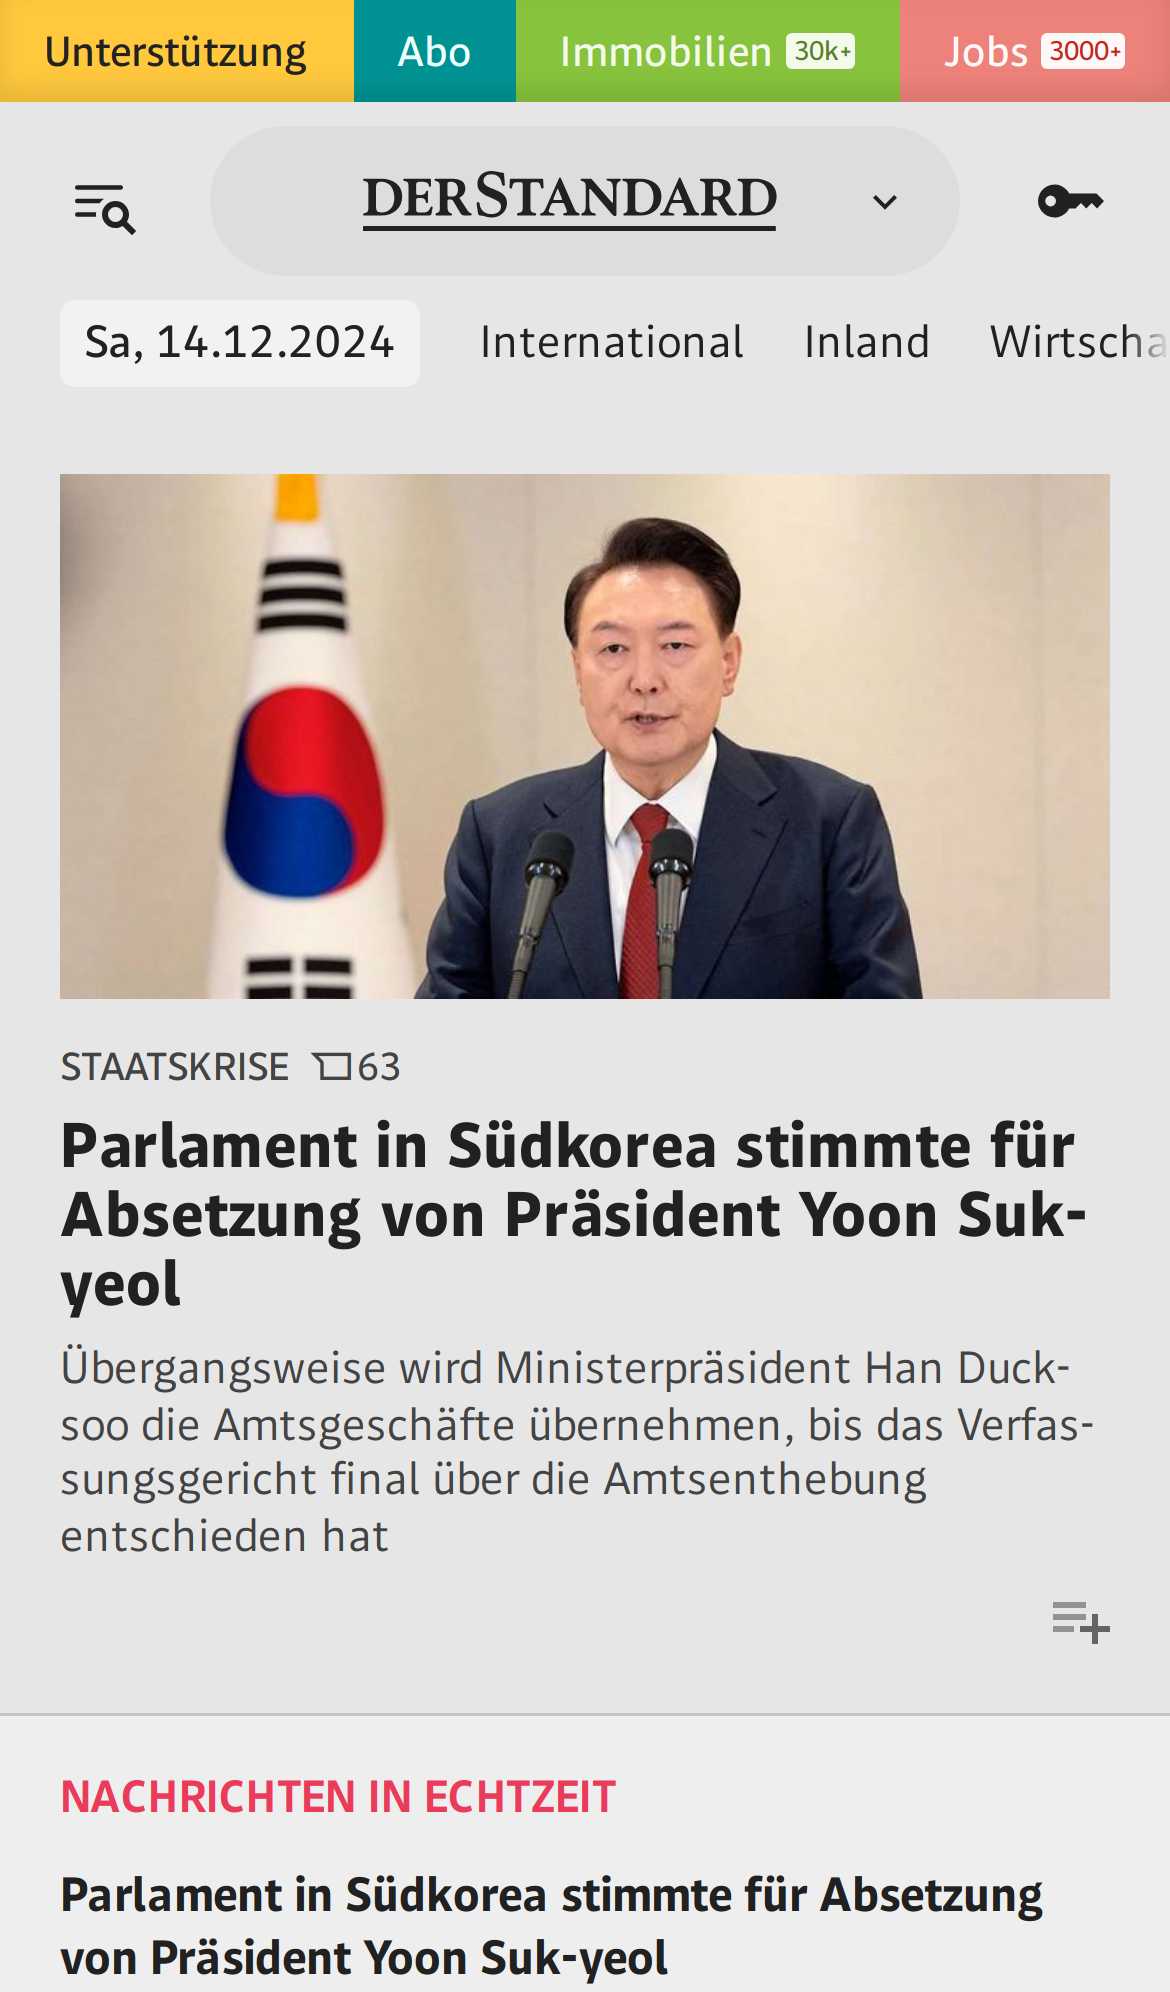 Unterstützung Abo Immobilien 30k+ Jobs 3000+
DERSTANDARD
Sa, 14.12.2024 International Inland Wirtscha
STAATSKRISE 63
Parlament in Südkorea stimmte für
Absetzung von Präsident Yoon Suk-
yeol
Übergangsweise wird Ministerpräsident Han Duck-
soo die Amtsgeschäfte übernehmen, bis das Verfas-
sungsgericht final über die Amtsenthebung
entschieden hat
NACHRICHTEN IN ECHTZEIT
Parlament in Südkorea stimmte für Absetzung
von Präsident Yoon Suk-yeol